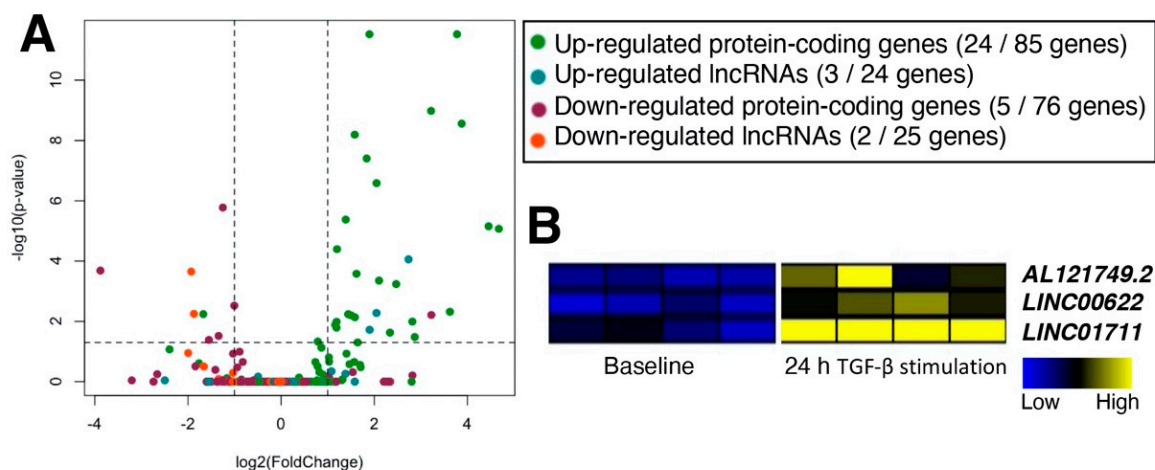 A
10
8
6
4
2
0
-log10(p-value)
-4
-2
0
2
4
log2(FoldChange)
Up-regulated protein-coding genes (24 / 85 genes)
Up-regulated lncRNAs (3 / 24 genes)
Down-regulated protein-coding genes (5 / 76 genes)
Down-regulated lncRNAs (2 / 25 genes)
B
AL121749.2
LINC00622
LINC01711
Baseline
24 h TGF-β stimulation
Low High